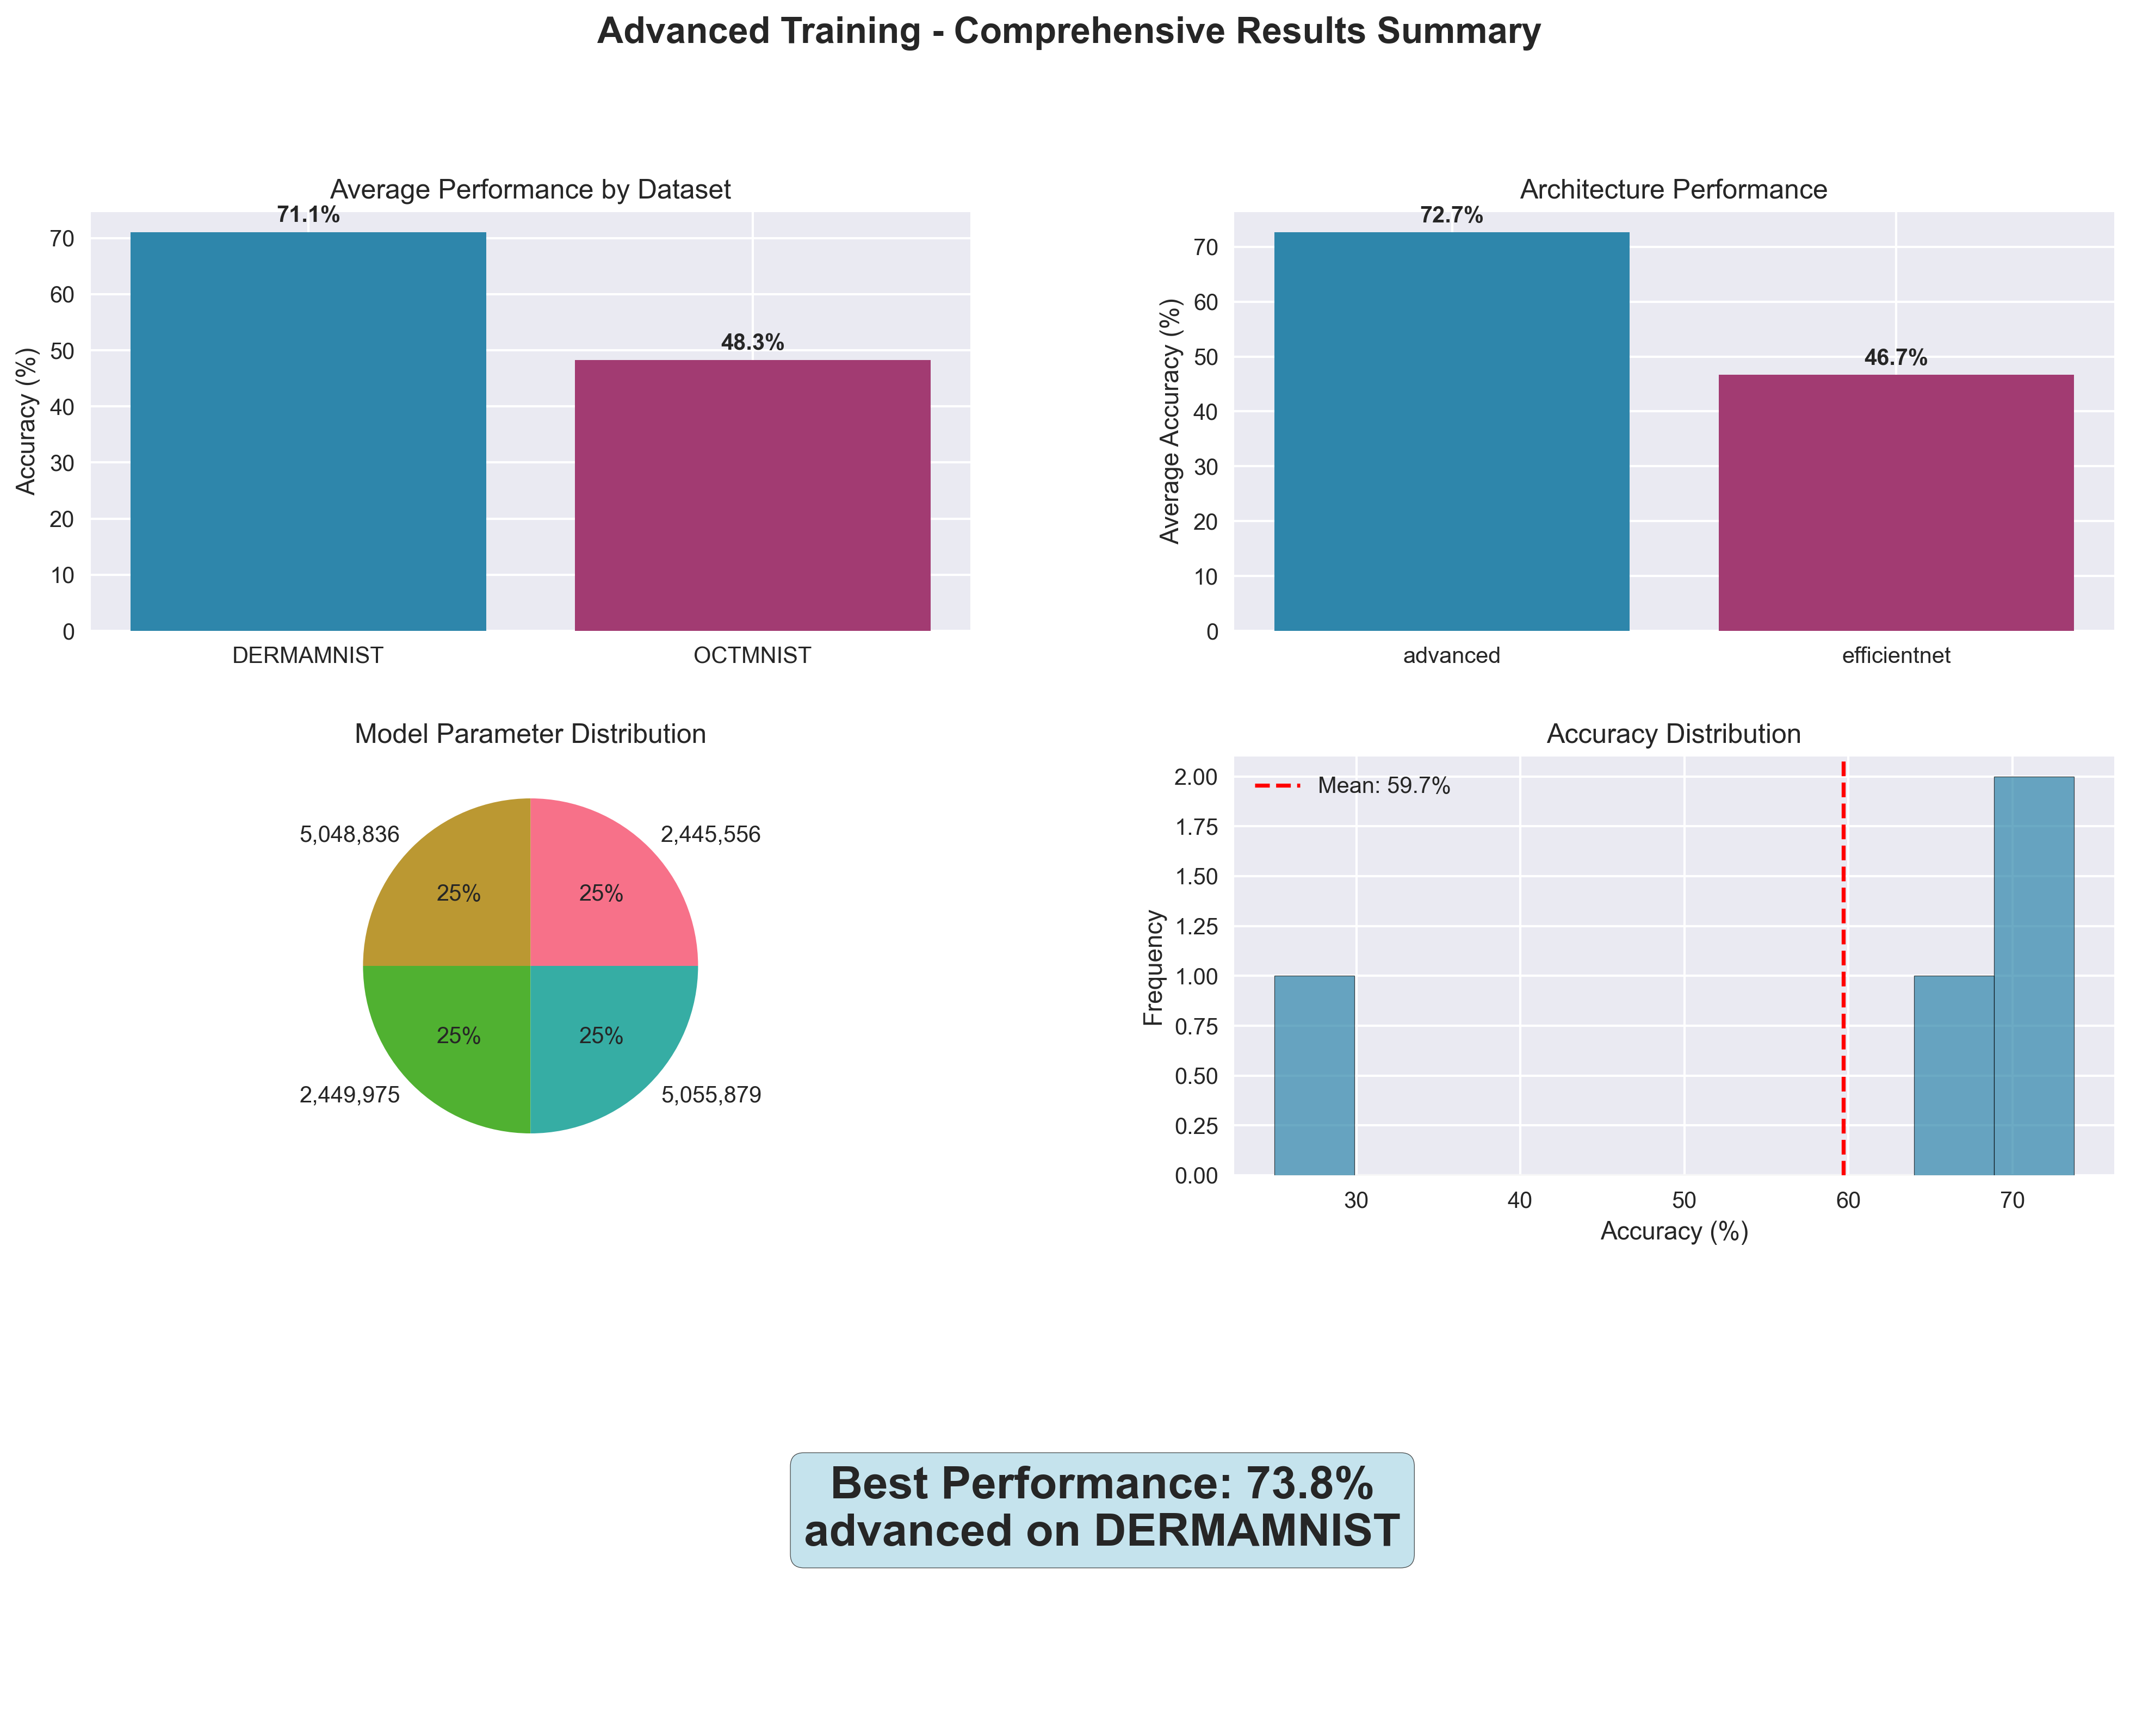 Advanced Training - Comprehensive Results Summary
Average Performance by Dataset
Accuracy (%)
70
60
50
40
30
20
10
0
71.1%
48.3%
DERMAMNIST
OCTMNIST
Architecture Performance
Average Accuracy (%)
70
60
50
40
30
20
10
0
72.7%
46.7%
advanced
efficientnet
Model Parameter Distribution
5,048,836
2,445,556
25%
25%
25%
25%
2,449,975
5,055,879
Accuracy Distribution
Frequency
2.00
1.75
1.50
1.25
1.00
0.75
0.50
0.25
0.00
Mean: 59.7%
30
40
50
60
70
Accuracy (%)
Best Performance: 73.8%
advanced on DERMAMNIST